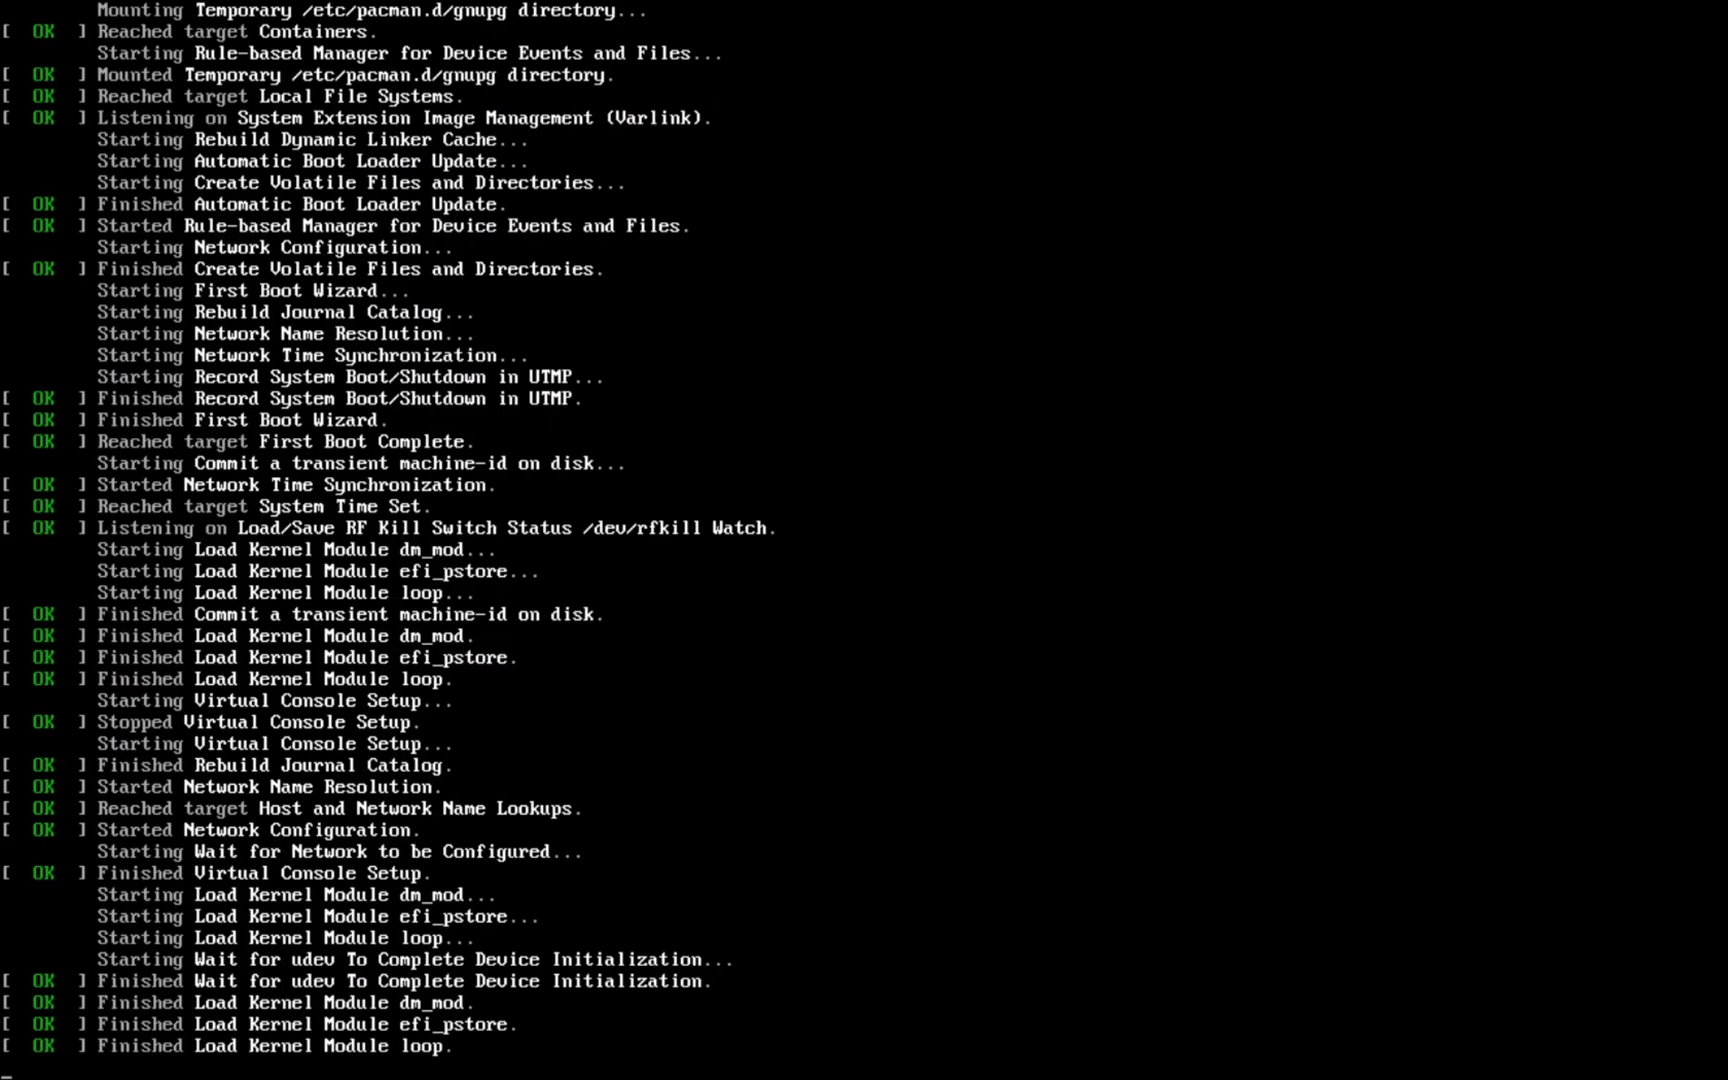 Mounting Temporary /etc/pacman.d/gnupg directory...
[  OK  ] Reached target Containers.
         Starting Rule-based Manager for Device Events and Files...
[  OK  ] Mounted Temporary /etc/pacman.d/gnupg directory.
[  OK  ] Reached target Local File Systems.
[  OK  ] Listening on System Extension Image Management (Varlink).
         Starting Rebuild Dynamic Linker Cache...
         Starting Automatic Boot Loader Update...
         Starting Create Volatile Files and Directories...
[  OK  ] Finished Automatic Boot Loader Update.
[  OK  ] Started Rule-based Manager for Device Events and Files.
         Starting Network Configuration...
[  OK  ] Finished Create Volatile Files and Directories.
         Starting First Boot Wizard...
         Starting Rebuild Journal Catalog...
         Starting Network Name Resolution...
         Starting Network Time Synchronization...
         Starting Record System Boot/Shutdown in UTMP...
[  OK  ] Finished Record System Boot/Shutdown in UTMP.
[  OK  ] Finished First Boot Wizard.
[  OK  ] Reached target First Boot Complete.
         Starting Commit a transient machine-id on disk...
[  OK  ] Started Network Time Synchronization.
[  OK  ] Reached target System Time Set.
[  OK  ] Listening on Load/Save RF Kill Switch Status /dev/rfkill Watch.
         Starting Load Kernel Module dm_mod...
         Starting Load Kernel Module efi_pstore...
         Starting Load Kernel Module loop...
[  OK  ] Finished Commit a transient machine-id on disk.
[  OK  ] Finished Load Kernel Module dm_mod.
[  OK  ] Finished Load Kernel Module efi_pstore.
[  OK  ] Finished Load Kernel Module loop.
         Starting Virtual Console Setup...
[  OK  ] Stopped Virtual Console Setup.
         Starting Virtual Console Setup...
[  OK  ] Finished Rebuild Journal Catalog.
[  OK  ] Started Network Name Resolution.
[  OK  ] Reached target Host and Network Name Lookups.
[  OK  ] Started Network Configuration.
         Starting Wait for Network to be Configured...
[  OK  ] Finished Virtual Console Setup.
         Starting Load Kernel Module dm_mod...
         Starting Load Kernel Module efi_pstore...
         Starting Load Kernel Module loop...
         Starting Wait for udev To Complete Device Initialization...
[  OK  ] Finished Wait for udev To Complete Device Initialization.
[  OK  ] Finished Load Kernel Module dm_mod.
[  OK  ] Finished Load Kernel Module efi_pstore.
[  OK  ] Finished Load Kernel Module loop.